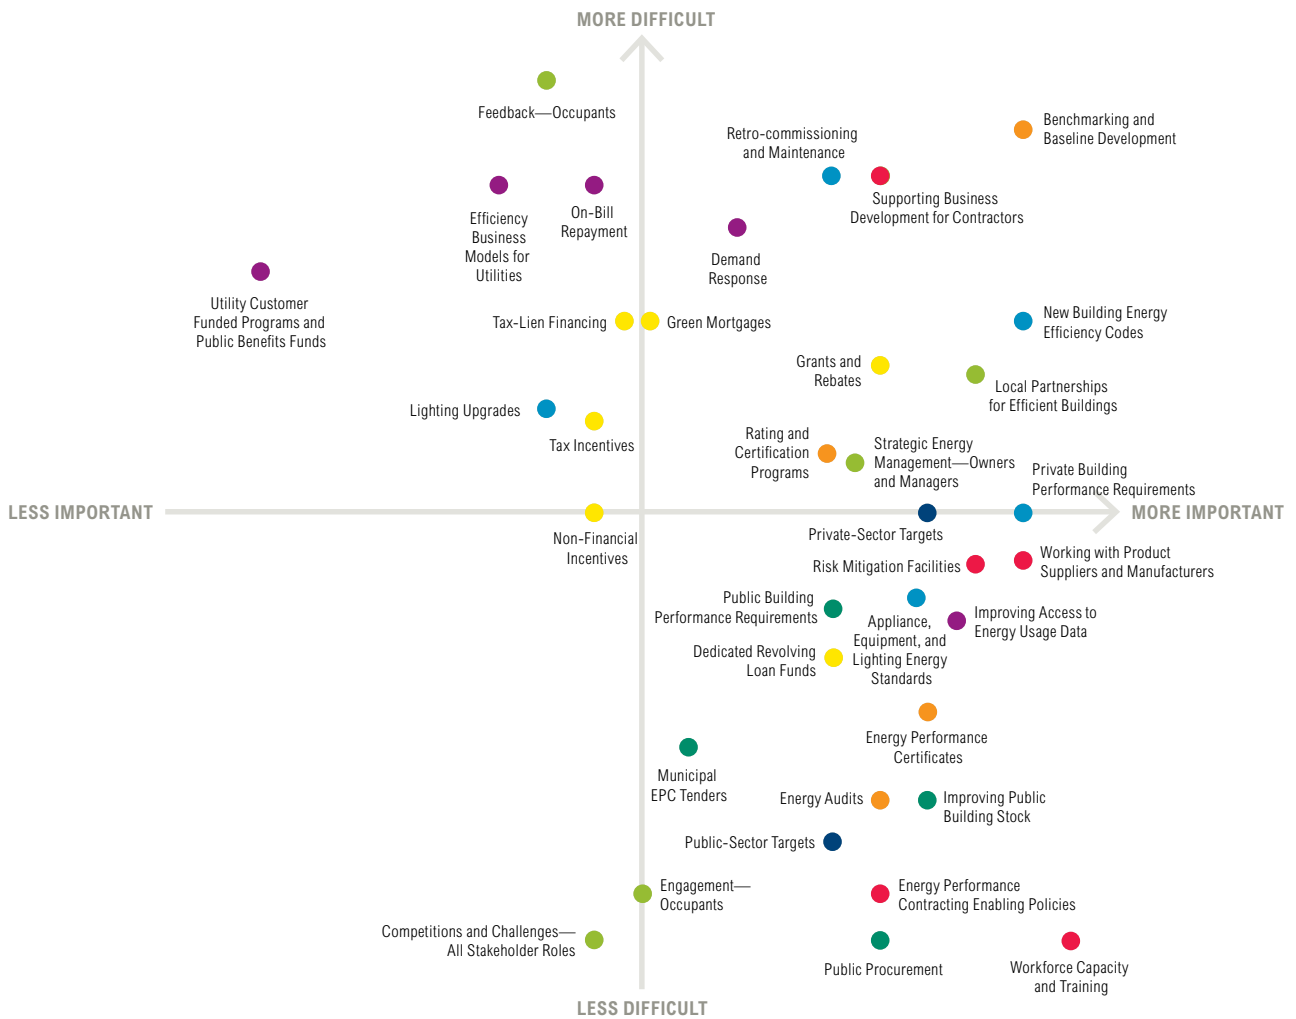 MORE DIFFICULT
Feedback—Occupants
Benchmarking and
Baseline Development
Retro-commissioning
and Maintenance
Supporting Business
Development for Contractors
Efficiency
Business
Models for
Utilities
On-Bill
Repayment
Demand
Response
Utility Customer
Funded Programs and
Public Benefits Funds
Tax-Lien Financing
Green Mortgages
New Building Energy
Efficiency Codes
Grants and
Rebates
Local Partnerships
for Efficient Buildings
Lighting Upgrades
Tax Incentives
Rating and
Certification
Programs
Strategic Energy
Management—Owners
and Managers
Private Building
Performance Requirements
LESS IMPORTANT
MORE IMPORTANT
Non-Financial
Incentives
Private-Sector Targets
Risk Mitigation Facilities
Working with Product
Suppliers and Manufacturers
Public Building
Performance Requirements
Appliance,
Equipment, and
Lighting Energy
Standards
Improving Access to
Energy Usage Data
Dedicated Revolving
Loan Funds
Energy Performance
Certificates
Municipal
EPC Tenders
Energy Audits
Improving Public
Building Stock
Public-Sector Targets
Engagement—
Occupants
Energy Performance
Contracting Enabling Policies
Competitions and Challenges—
All Stakeholder Roles
Public Procurement
Workforce Capacity
and Training
LESS DIFFICULT